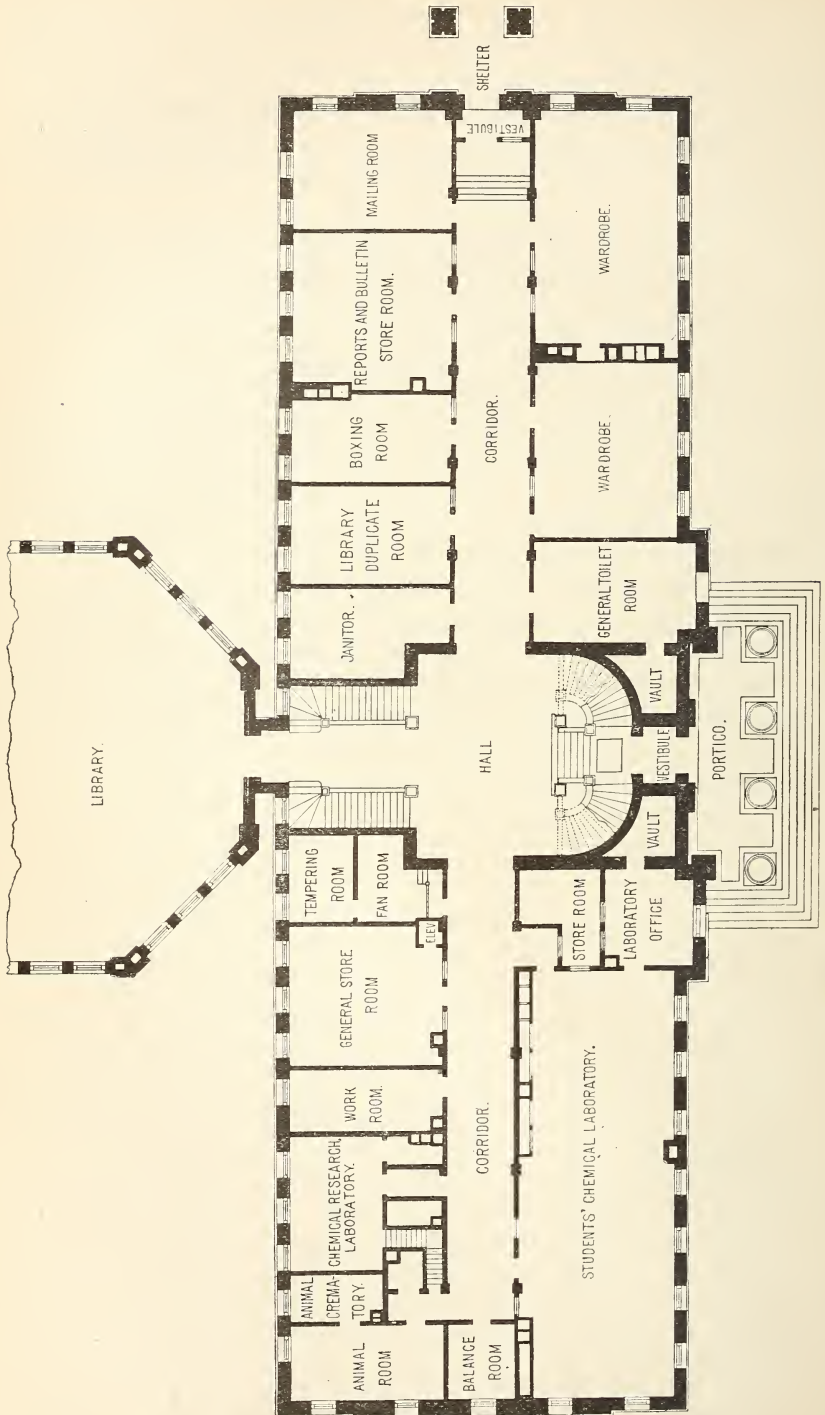 LIBRARY.
TEMPERING
ROOM
FAN ROOM
ELEV.
GENERAL STORE
ROOM
WORK
ROOM.
CHEMICAL RESEARCH
LABORATORY.
ANIMAL
CREMA-
TORY.
ANIMAL
ROOM
BALANCE
ROOM
CORRIDOR.
STUDENTS' CHEMICAL LABORATORY.
STORE ROOM
LABORATORY
OFFICE
VAULT
HALL
VESTIBULE
PORTICO.
VAULT
GENERAL TOILET
ROOM
JANITOR.
LIBRARY
DUPLICATE
ROOM
BOXING
ROOM
REPORTS AND BULLETIN
STORE ROOM.
MAILING ROOM
CORRIDOR.
WARDROBE.
WARDROBE.
VESTIBULE
SHELTER